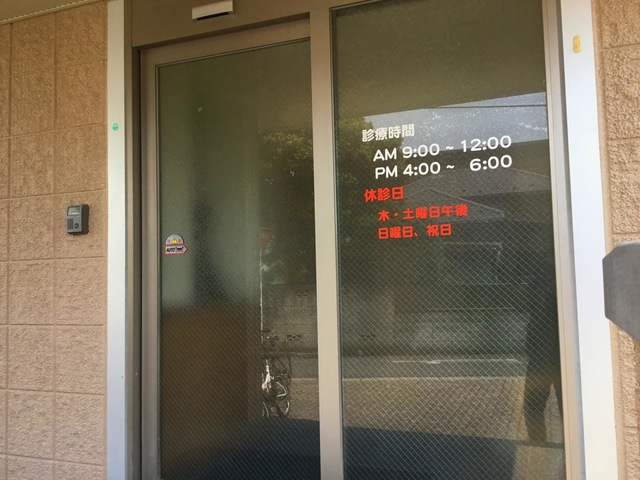 診療時間
AM 9:00 ~ 12:00
PM 4:00 ~ 6:00
休診日
木・土曜日午後
日曜日、祝日